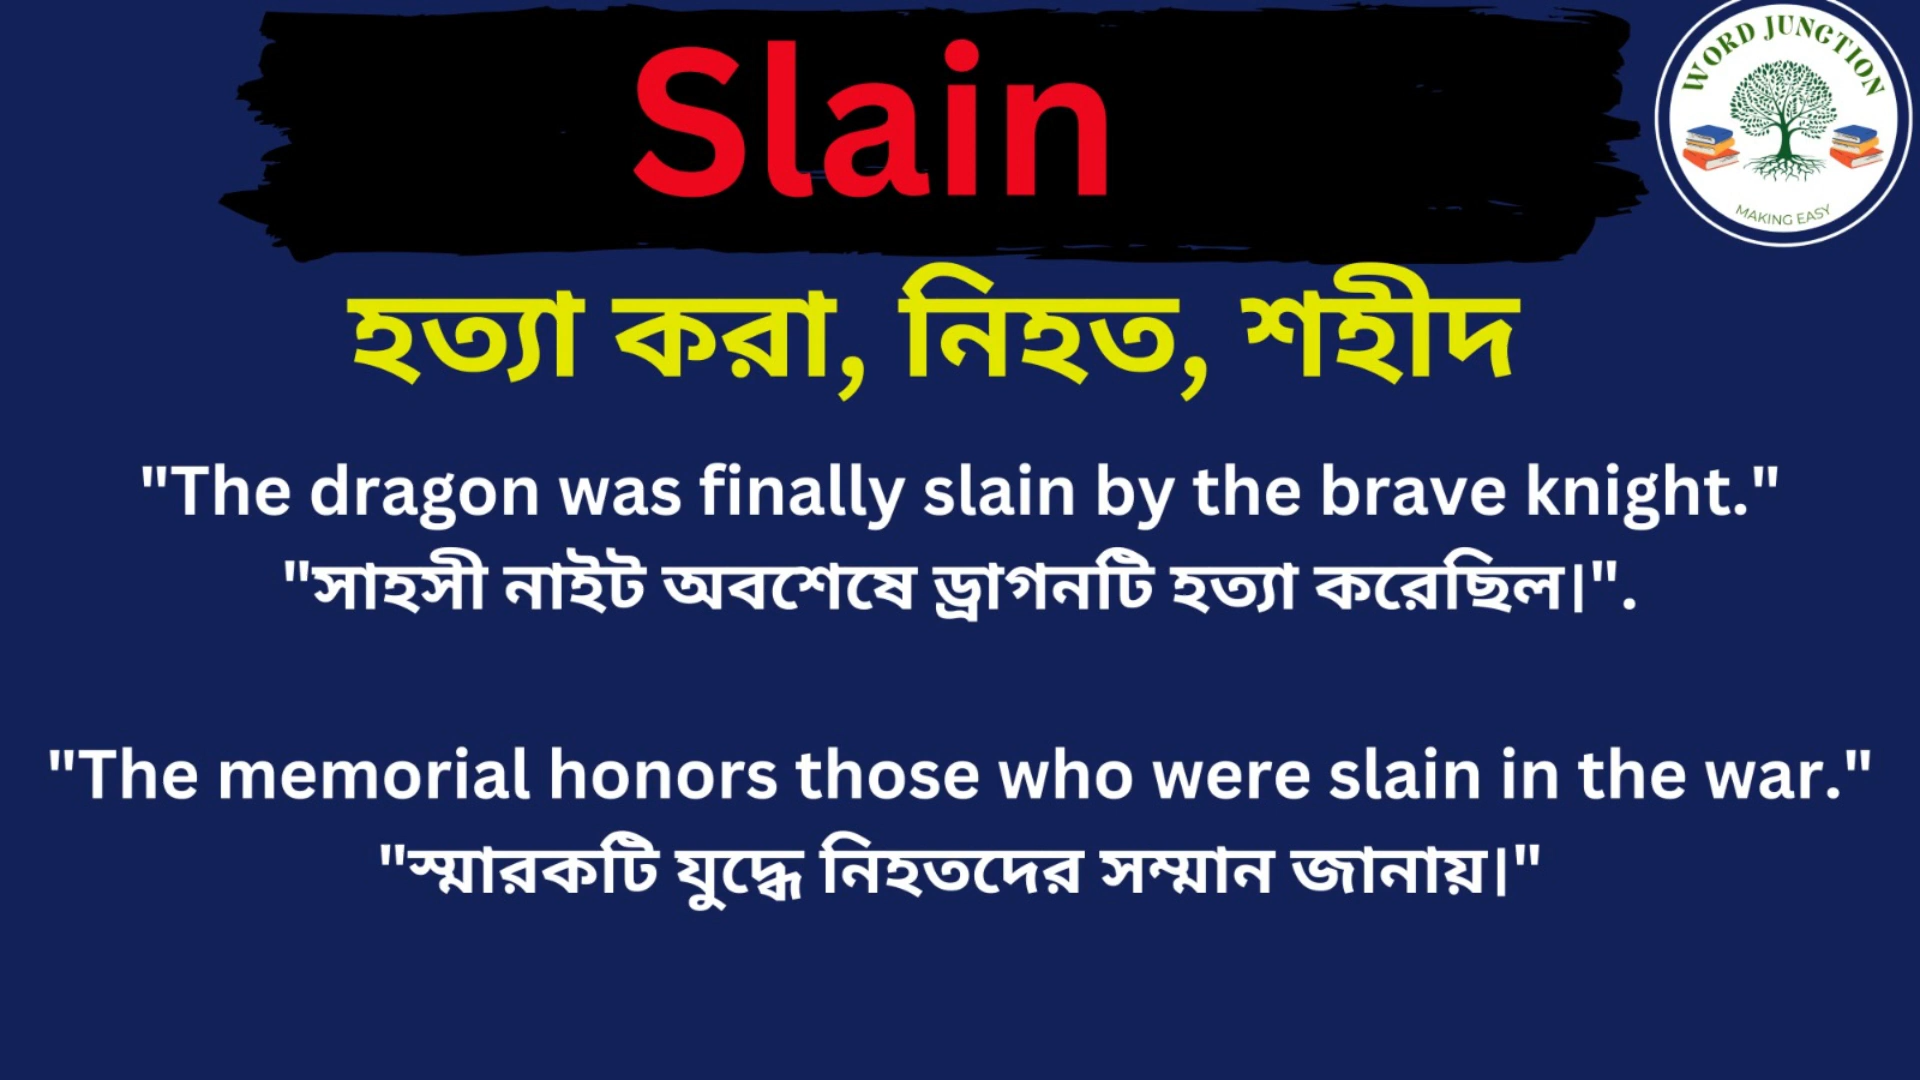 Slain
WORD JUNCTION
MAKING EASY
হত্যা করা, নিহত, শহীদ
"The dragon was finally slain by the brave knight."
"সাহসী নাইট অবশেষে ড্রাগনটি হত্যা করেছিল।".
"The memorial honors those who were slain in the war."
"স্মারকটি যুদ্ধে নিহতদের সম্মান জানায়।"